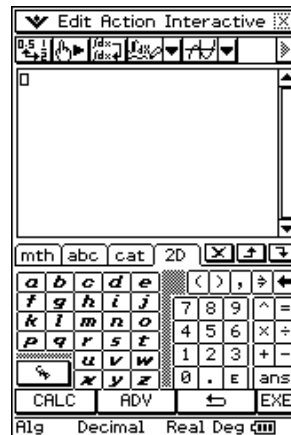 Edit Action Interactive
0.5 1 2
mth abc cat 2D
a b c d e ( ) , ⇒
f g h i j 7 8 9 ^ =
k l m n o 4 5 6 × ÷
p q r s t 1 2 3 + -
u v w 0 . E ans
x y z
CALC ADV EXE
Alg Decimal Real Deg